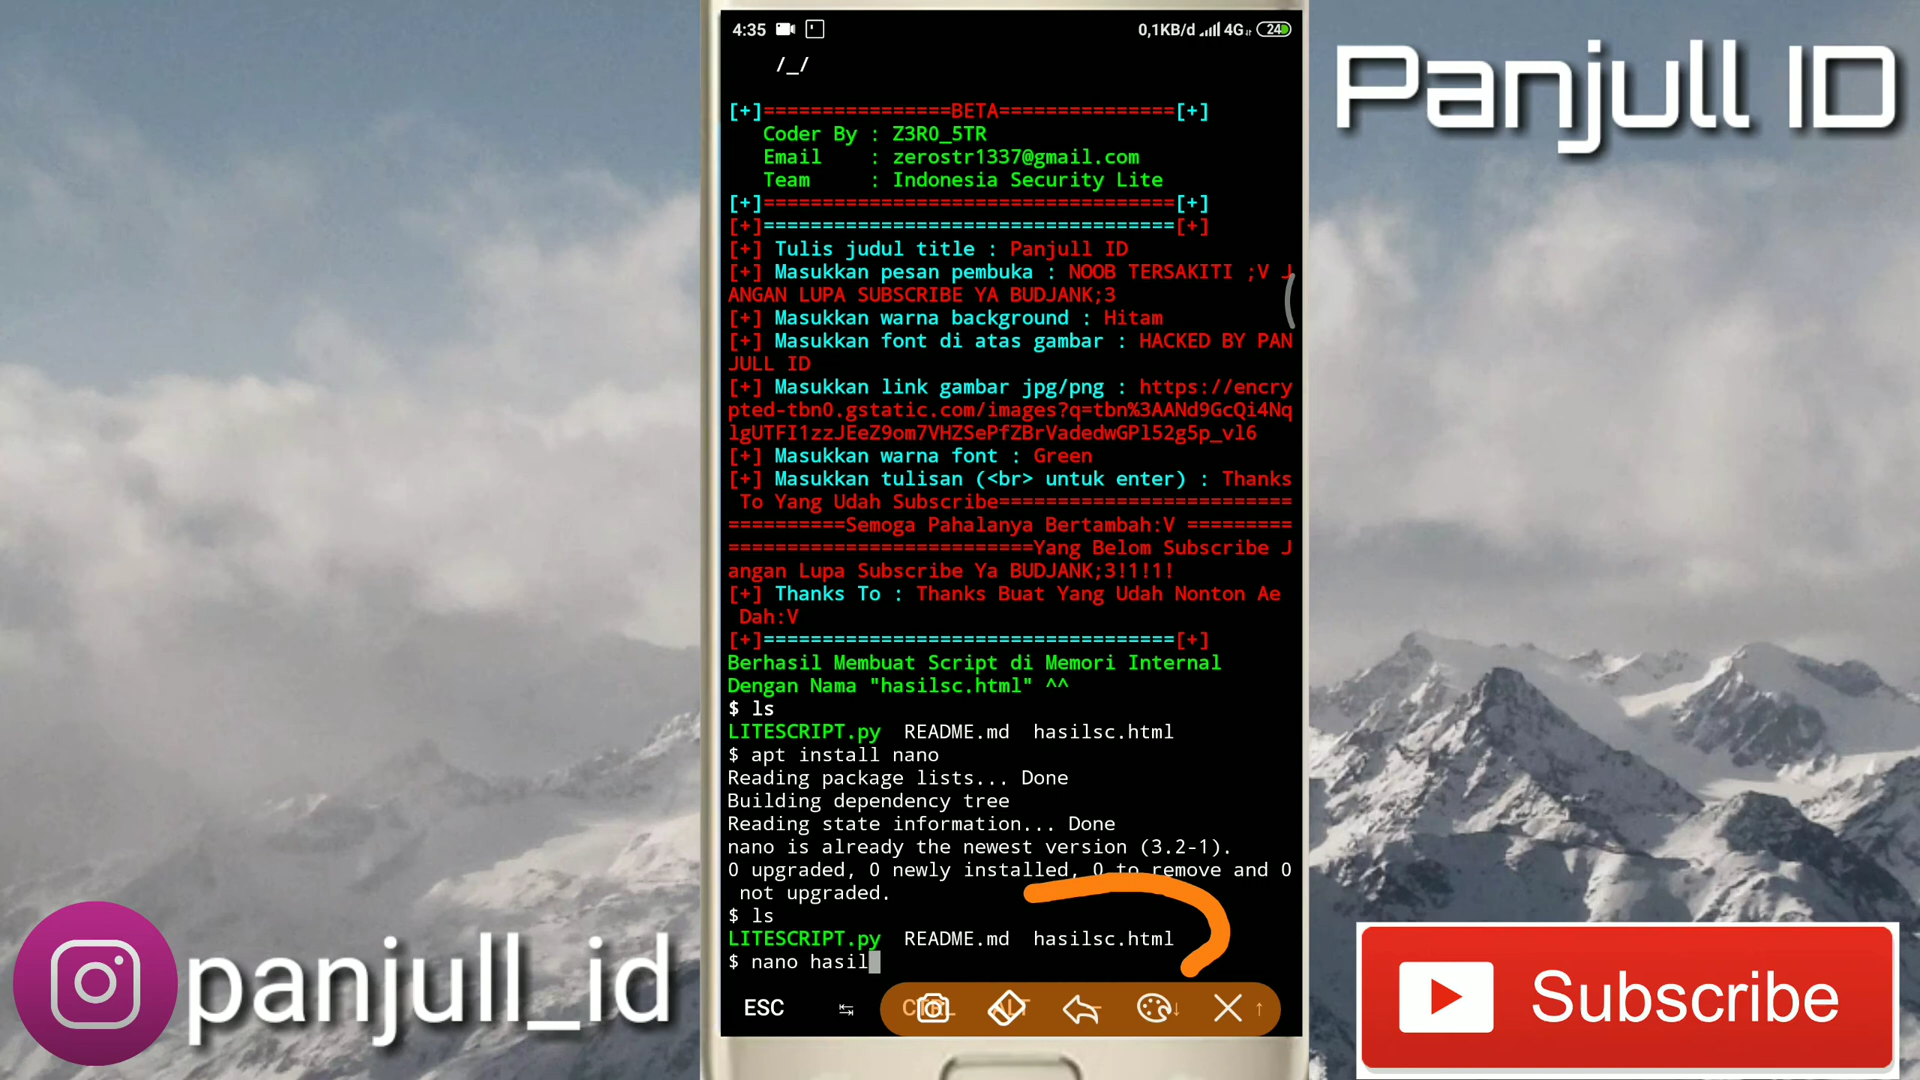 Panjull ID
4:35
0,1KB/d 4G 24
/_/
[+]================BETA===============[+]
Coder By : Z3R0_5TR
Email : zerostr1337@gmail.com
Team : Indonesia Security Lite
[+]===================================[+]
[+]===================================[+]
[+] Tulis judul title : Panjull ID
[+] Masukkan pesan pembuka : NOOB TERSAKITI ;V J
ANGAN LUPA SUBSCRIBE YA BUDJANK;3
[+] Masukkan warna background : Hitam
[+] Masukkan font di atas gambar : HACKED BY PAN
JULL ID
[+] Masukkan link gambar jpg/png : https://encry
pted-tbn0.gstatic.com/images?q=tbn%3AANd9GcQi4Nq
lgUTFI1zzJEeZ9om7VHZSePfZBrVadedwGPl52g5p_vl6
[+] Masukkan warna font : Green
[+] Masukkan tulisan (<br> untuk enter) : Thanks
To Yang Udah Subscribe=========================
==========Semoga Pahalanya Bertambah:V =========
==========================Yang Belom Subscribe J
angan Lupa Subscribe Ya BUDJANK;3!1!1!
[+] Thanks To : Thanks Buat Yang Udah Nonton Ae
Dah:V
[+]===================================[+]
Berhasil Membuat Script di Memori Internal
Dengan Nama "hasilsc.html" ^^
$ ls
LITESCRIPT.py README.md hasilsc.html
$ apt install nano
Reading package lists... Done
Building dependency tree
Reading state information... Done
nano is already the newest version (3.2-1).
0 upgraded, 0 newly installed, 0 to remove and 0
not upgraded.
$ ls
LITESCRIPT.py README.md hasilsc.html
$ nano hasil
ESC CTRL ALT
panjull_id
Subscribe